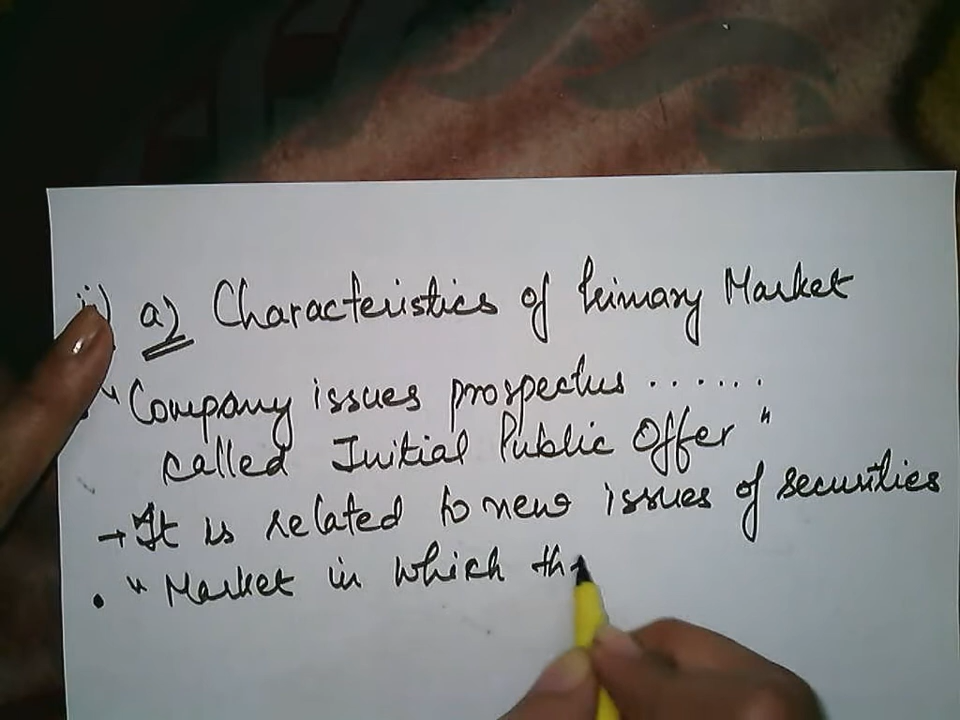 ii) a) Characteristics of Primary Market
• "Company issues prospectus ......
called Initial Public Offer"
→ It is related to new issues of securities
• "Market in which the